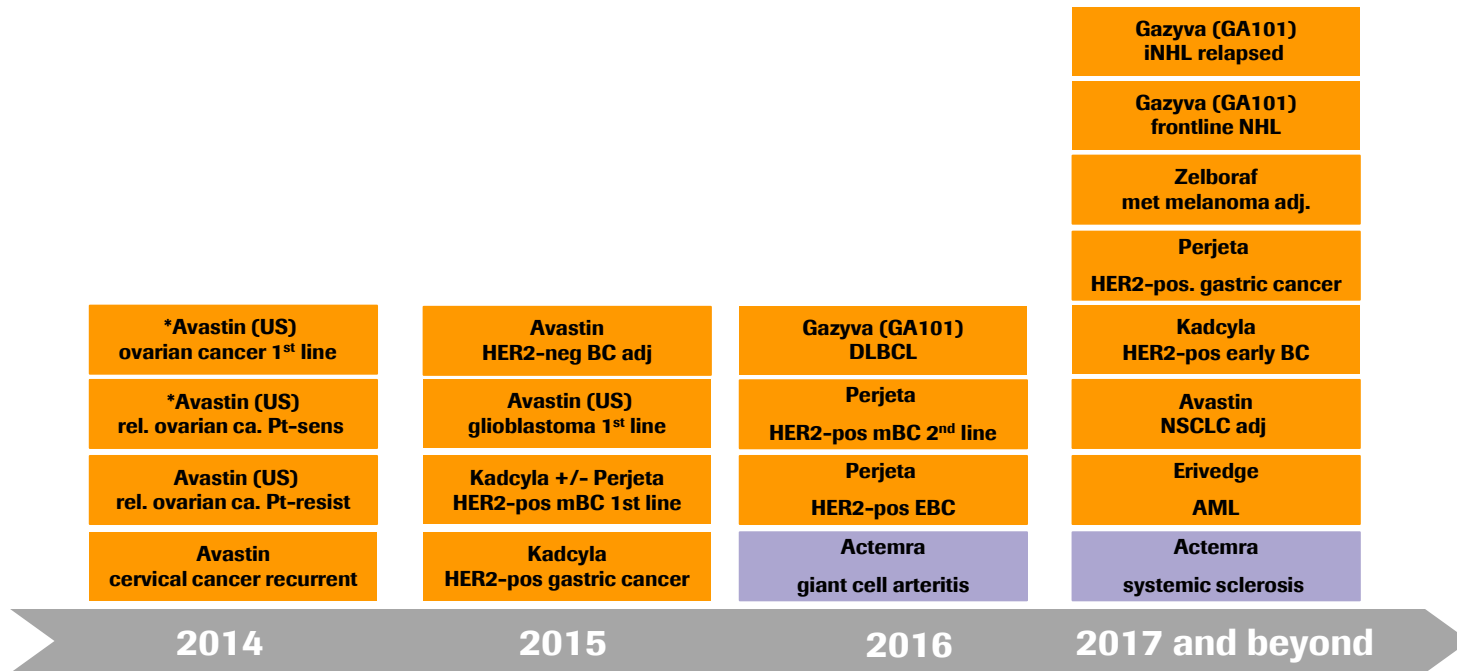 *Avastin (US)
ovarian cancer 1st line
*Avastin (US)
rel. ovarian ca. Pt-sens
Avastin (US)
rel. ovarian ca. Pt-resist
Avastin
cervical cancer recurrent
Avastin
HER2-neg BC adj
Avastin (US)
glioblastoma 1st line
Kadcyla +/- Perjeta
HER2-pos mBC 1st line
Kadcyla
HER2-pos gastric cancer
Gazyva (GA101)
DLBCL
Perjeta
HER2-pos mBC 2nd line
Perjeta
HER2-pos EBC
Actemra
giant cell arteritis
Gazyva (GA101)
iNHL relapsed
Gazyva (GA101)
frontline NHL
Zelboraf
met melanoma adj.
Perjeta
HER2-pos. gastric cancer
Kadcyla
HER2-pos early BC
Avastin
NSCLC adj
Erivedge
AML
Actemra
systemic sclerosis
2014
2015
2016
2017 and beyond